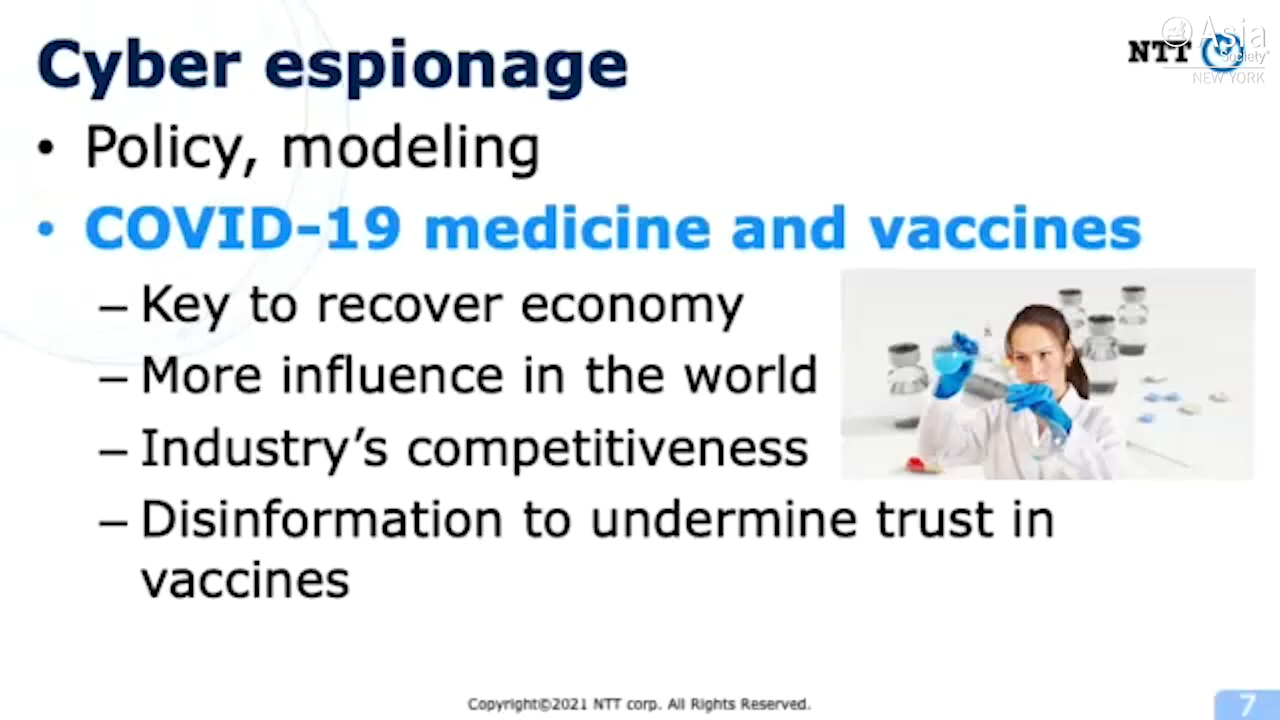 Cyber espionage
NTT
Asia
Society
NEW YORK
• Policy, modeling
• COVID-19 medicine and vaccines
– Key to recover economy
– More influence in the world
– Industry’s competitiveness
– Disinformation to undermine trust in
vaccines
Copyright©2021 NTT corp. All Rights Reserved.
7